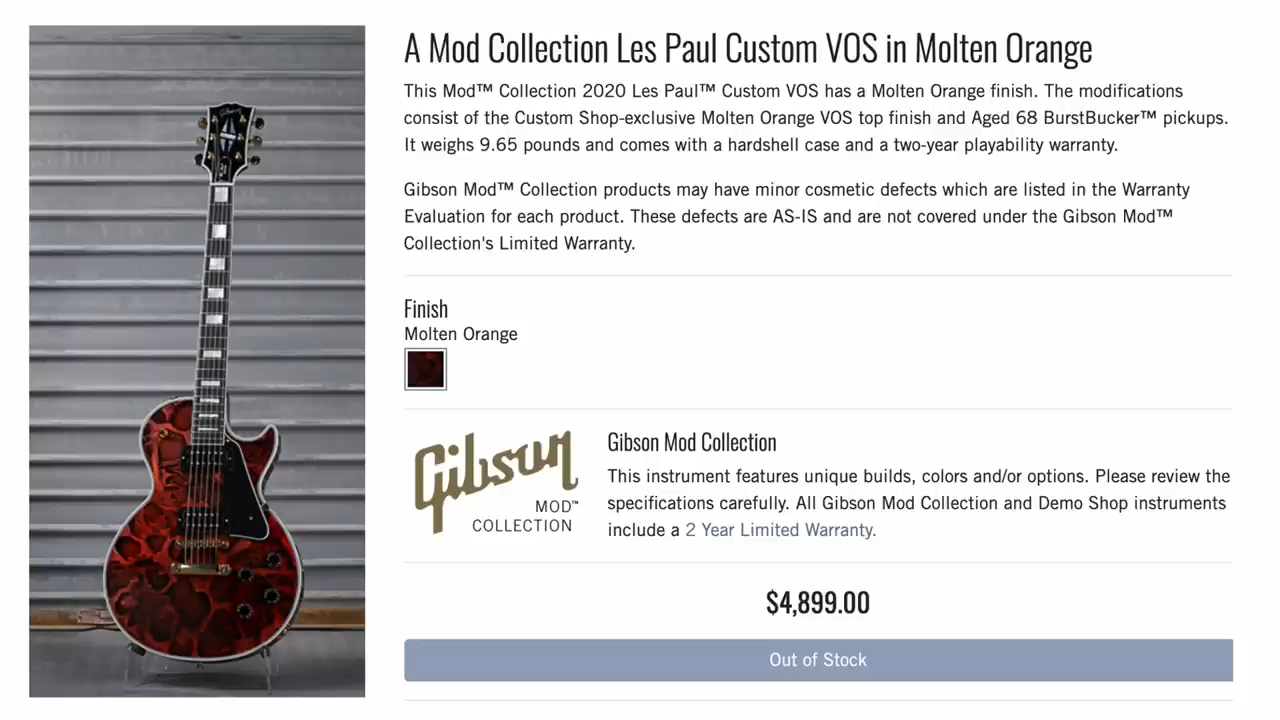 A Mod Collection Les Paul Custom VOS in Molten Orange
This Mod™ Collection 2020 Les Paul™ Custom VOS has a Molten Orange finish. The modifications
consist of the Custom Shop-exclusive Molten Orange VOS top finish and Aged 68 BurstBucker™ pickups.
It weighs 9.65 pounds and comes with a hardshell case and a two-year playability warranty.
Gibson Mod™ Collection products may have minor cosmetic defects which are listed in the Warranty
Evaluation for each product. These defects are AS-IS and are not covered under the Gibson Mod™
Collection's Limited Warranty.
Finish
Molten Orange
Gibson
MOD™
COLLECTION
Gibson Mod Collection
This instrument features unique builds, colors and/or options. Please review the
specifications carefully. All Gibson Mod Collection and Demo Shop instruments
include a 2 Year Limited Warranty.
$4,899.00
Out of Stock